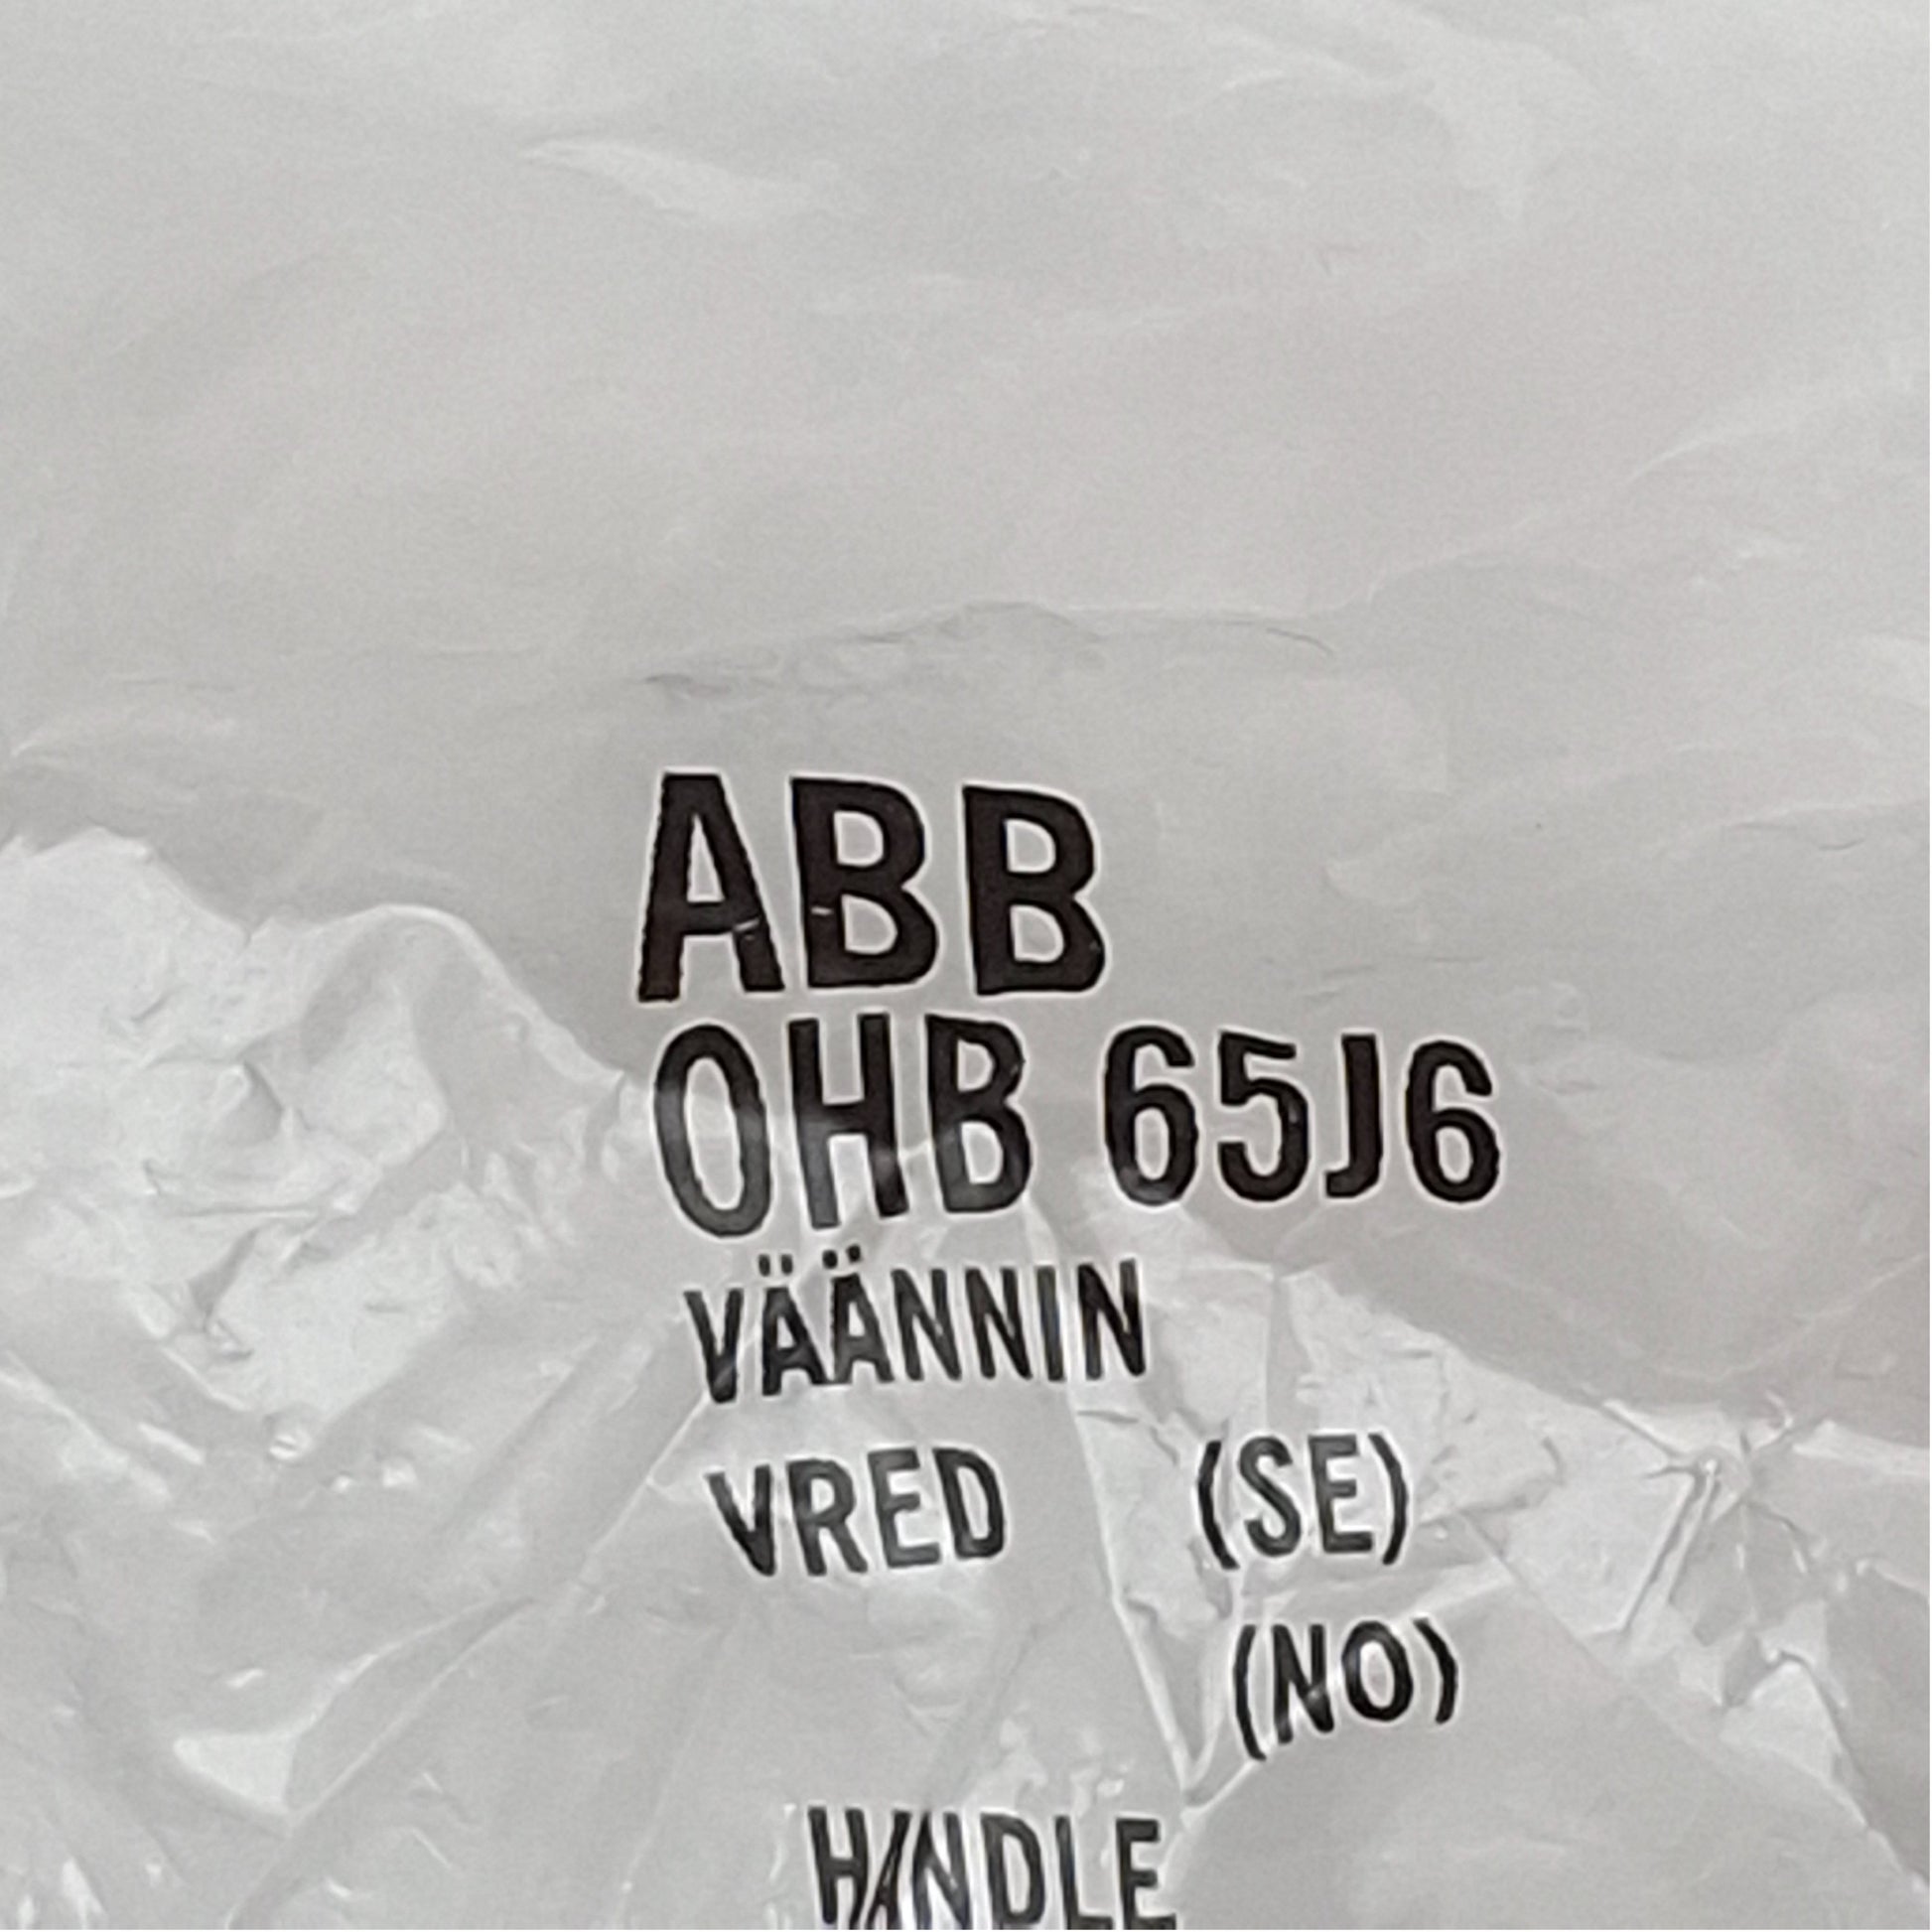 ABB
OHB 65J6
VÄÄNNIN
VRED (SE)
(NO)
HANDLE